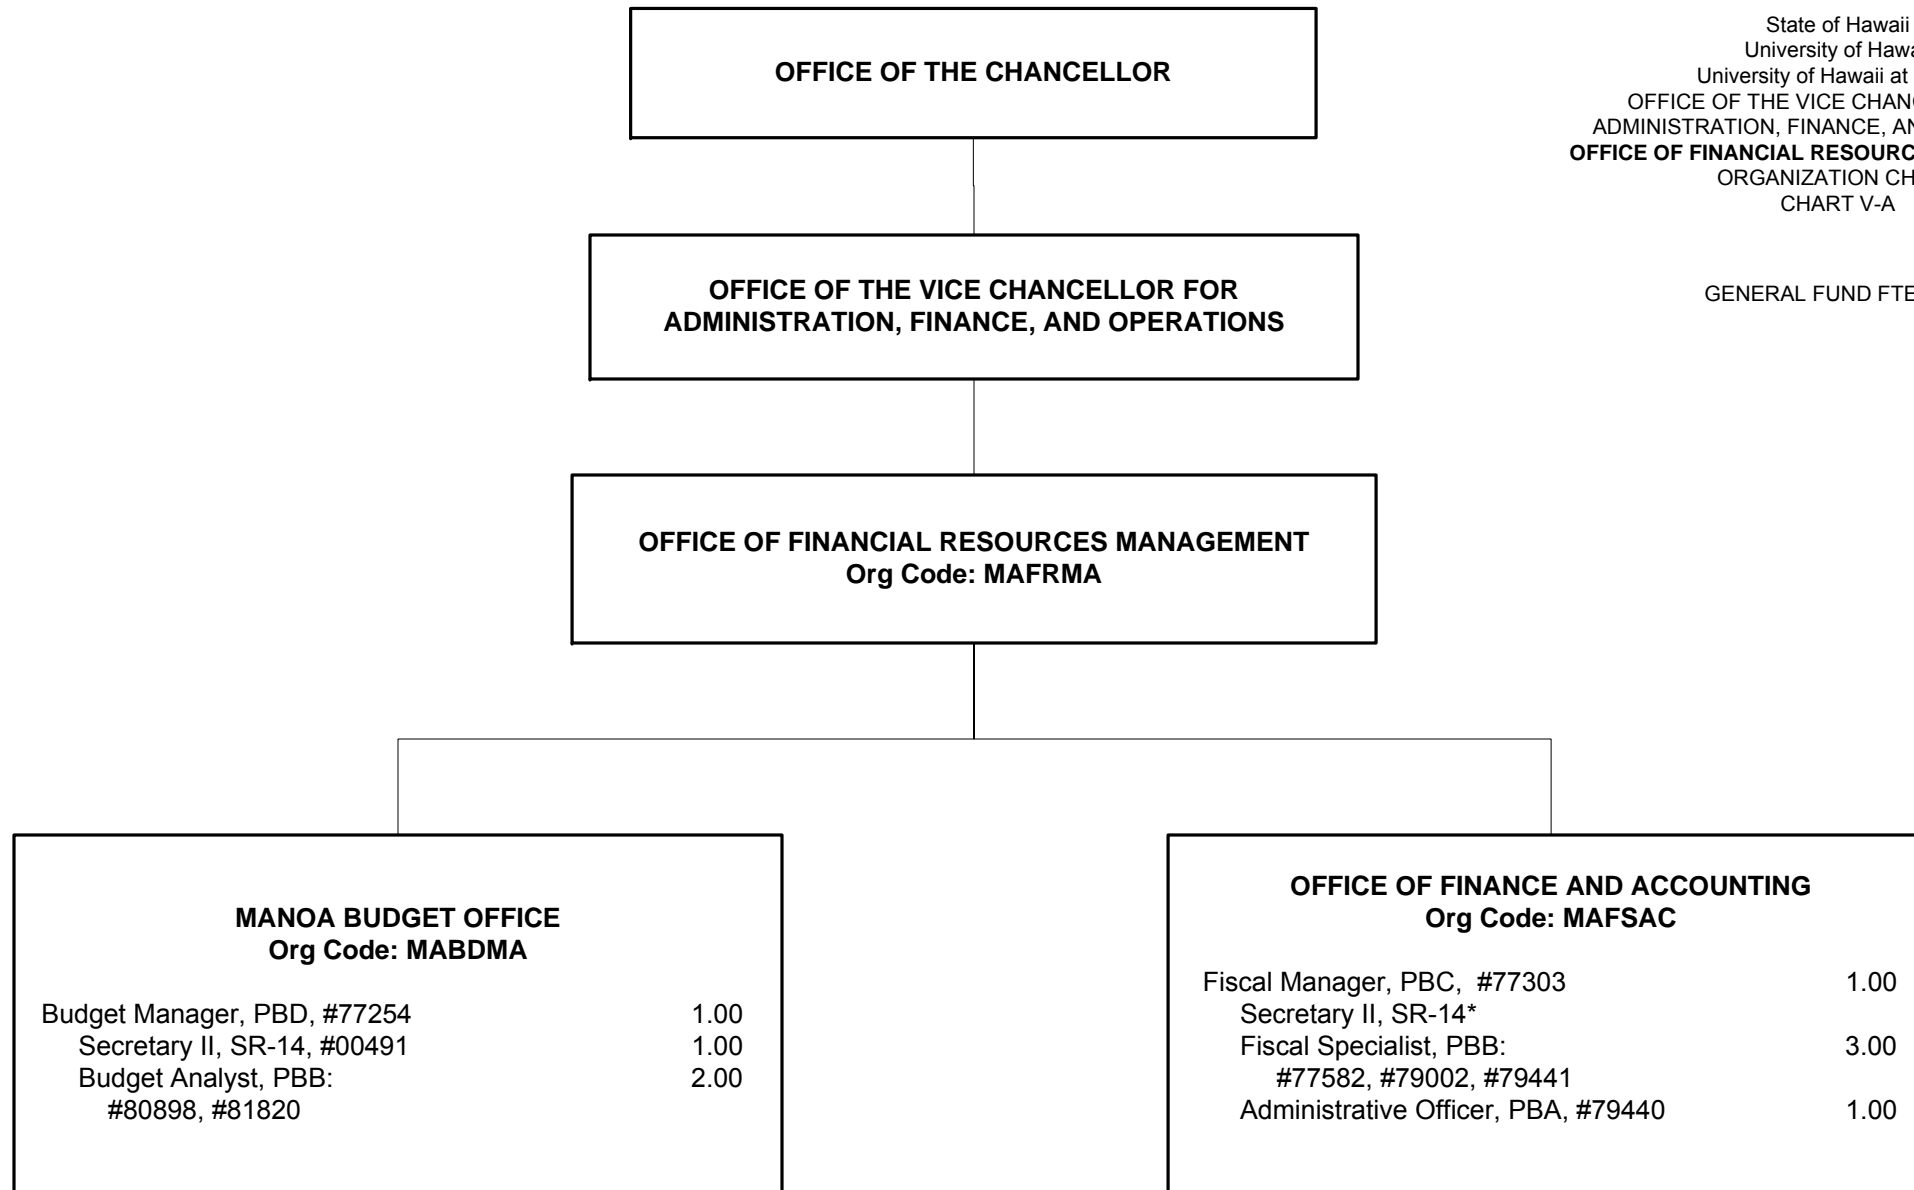 OFFICE OF THE CHANCELLOR
State of Hawaii
University of
University of Hawaii at
OFFICE OF THE VICE
ADMINISTRATION, FINANCE,
OFFICE OF FINANCIAL
ORGANIZATION
CHART V-A
OFFICE OF THE VICE CHANCELLOR FOR
ADMINISTRATION, FINANCE, AND OPERATIONS
GENERAL FUND FTE
OFFICE OF FINANCIAL RESOURCES MANAGEMENT
Org Code: MAFRMA
MANOA BUDGET OFFICE
Org Code: MABDMA
Budget Manager, PBD, #77254 1.00
Secretary II, SR-14, #00491 1.00
Budget Analyst, PBB: 2.00
#80898, #81820
OFFICE OF FINANCE AND ACCOUNTING
Org Code: MAFSAC
Fiscal Manager, PBC, #77303 1.00
Secretary II, SR-14*
Fiscal Specialist, PBB: 3.00
#77582, #79002, #79441
Administrative Officer, PBA, #79440 1.00